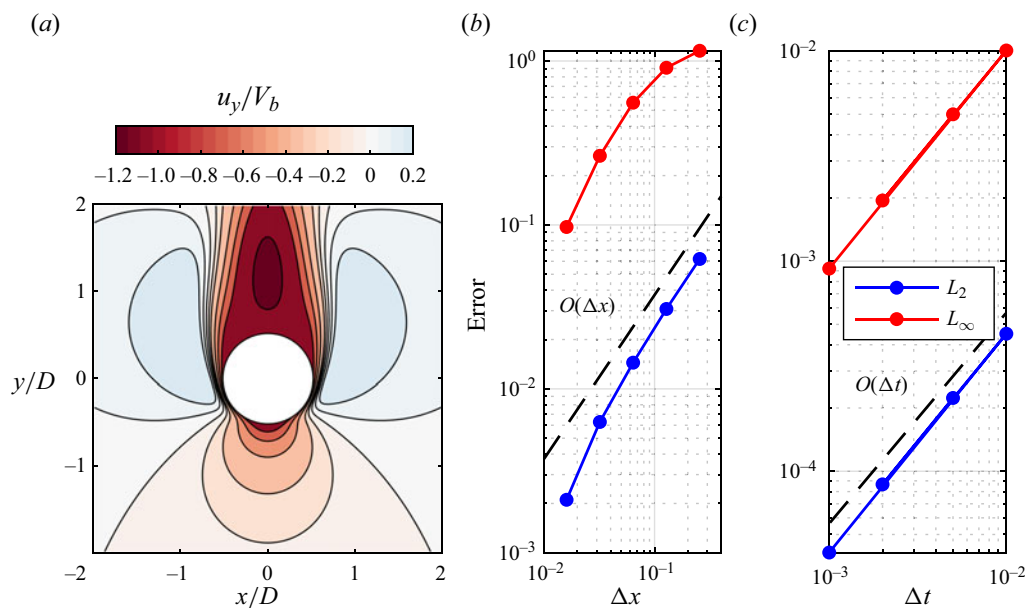 (a)
u_y/V_b
−1.2 −1.0 −0.8 −0.6 −0.4 −0.2 0 0.2
2
1
0
−1
−2
y/D
−2 −1 0 1 2
x/D
(b)
10^0
10^−1
10^−2
10^−3
Error
O(Δx)
10^−2 10^−1
Δx
(c)
10^−2
10^−3
10^−4
L_2
L_∞
O(Δt)
10^−3 10^−2
Δt